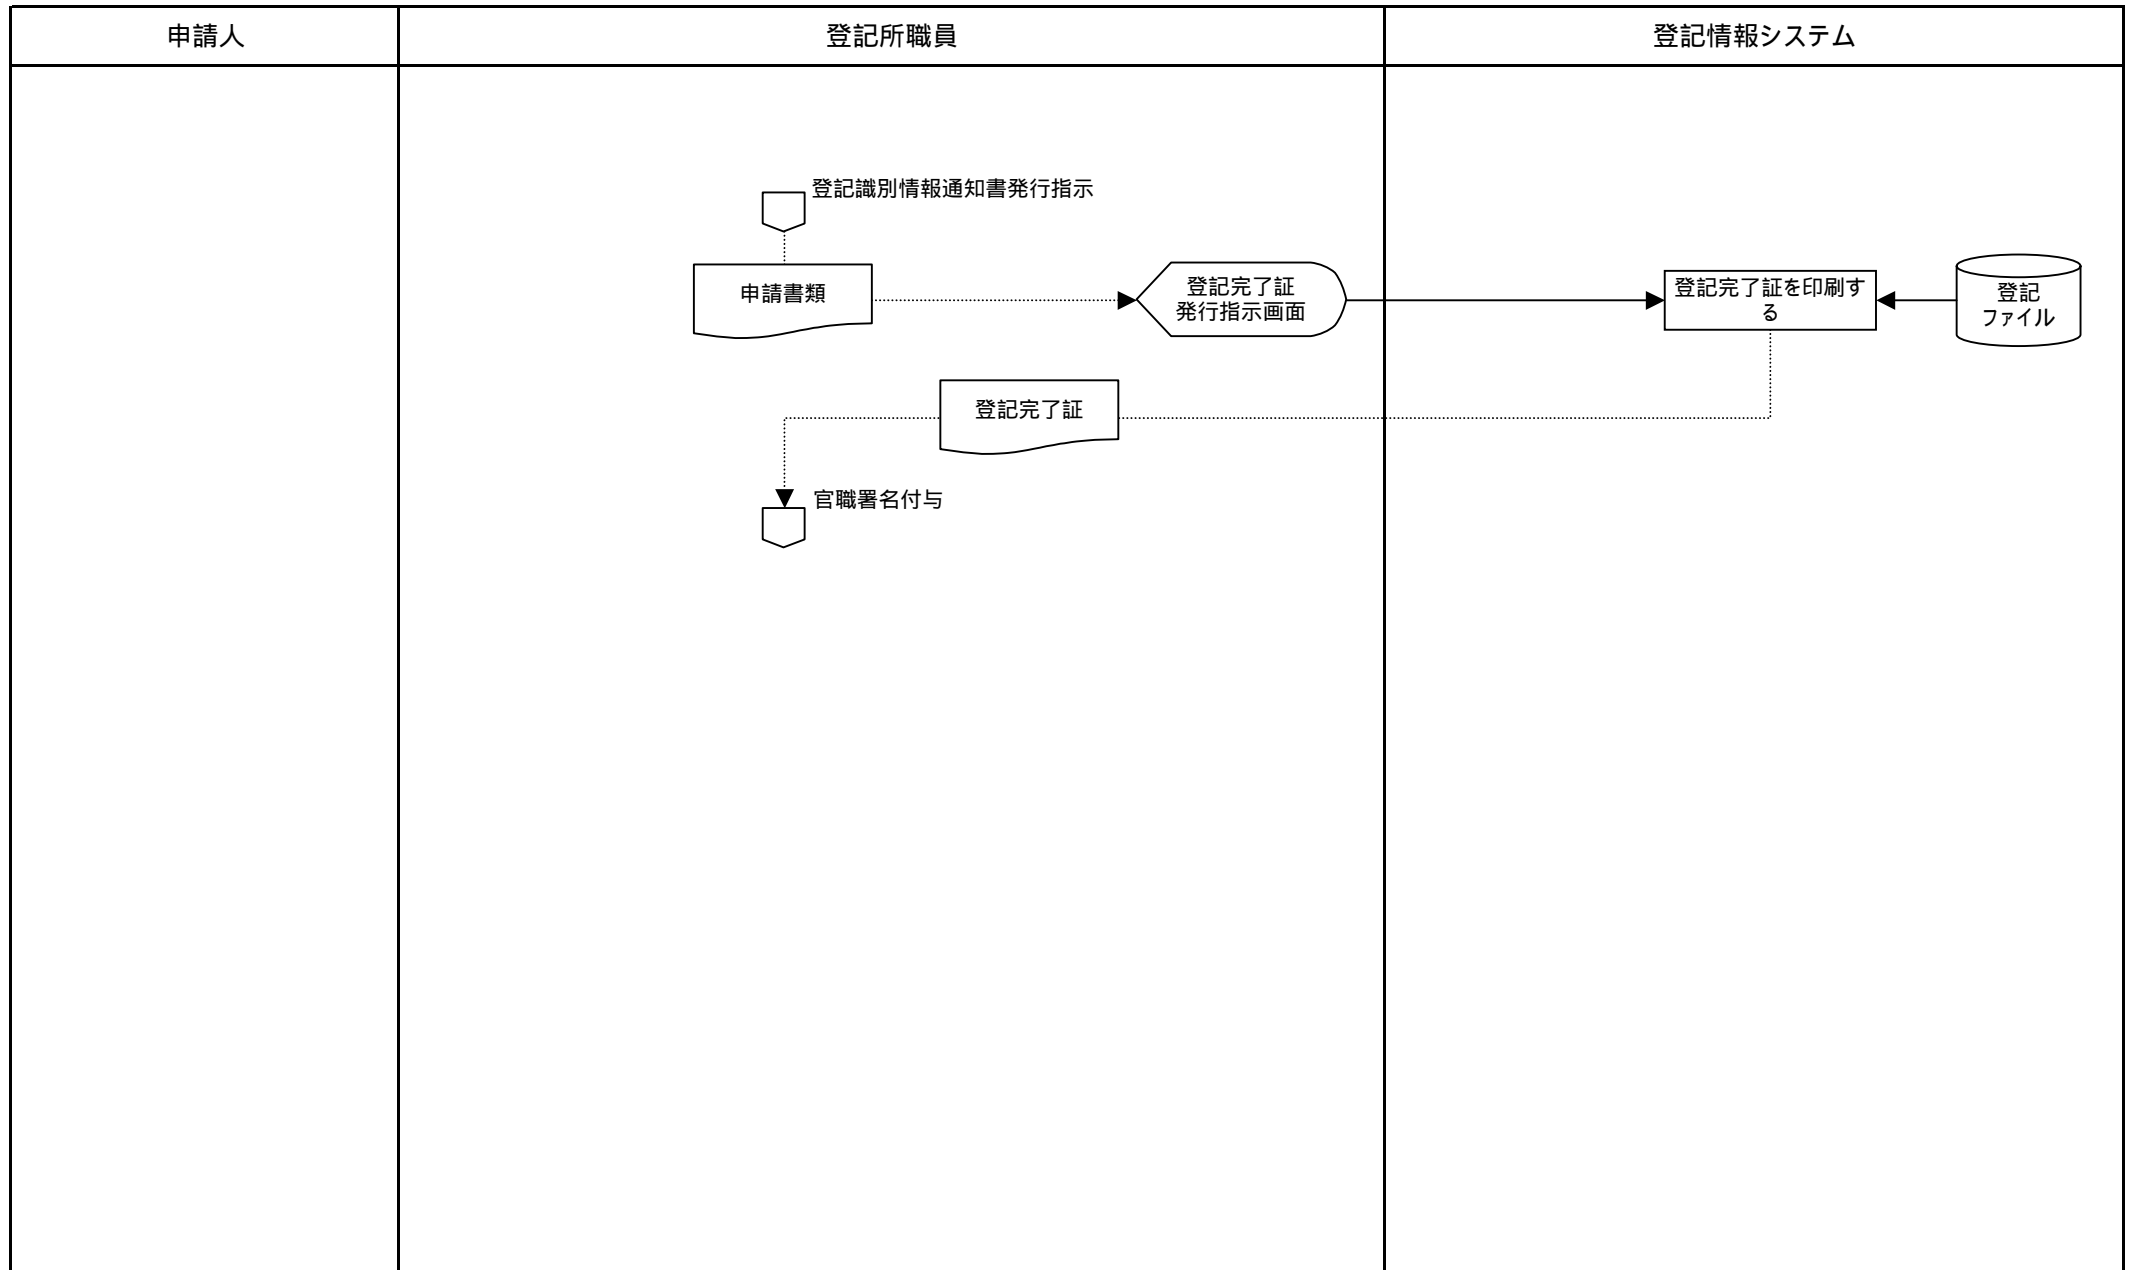 申請人
登記所職員
登記情報システム
登記識別情報通知書発行指示
申請書類
登記完了証
発行指示画面
登記完了証を印刷す
る
登記
ファイル
登記完了証
官職署名付与